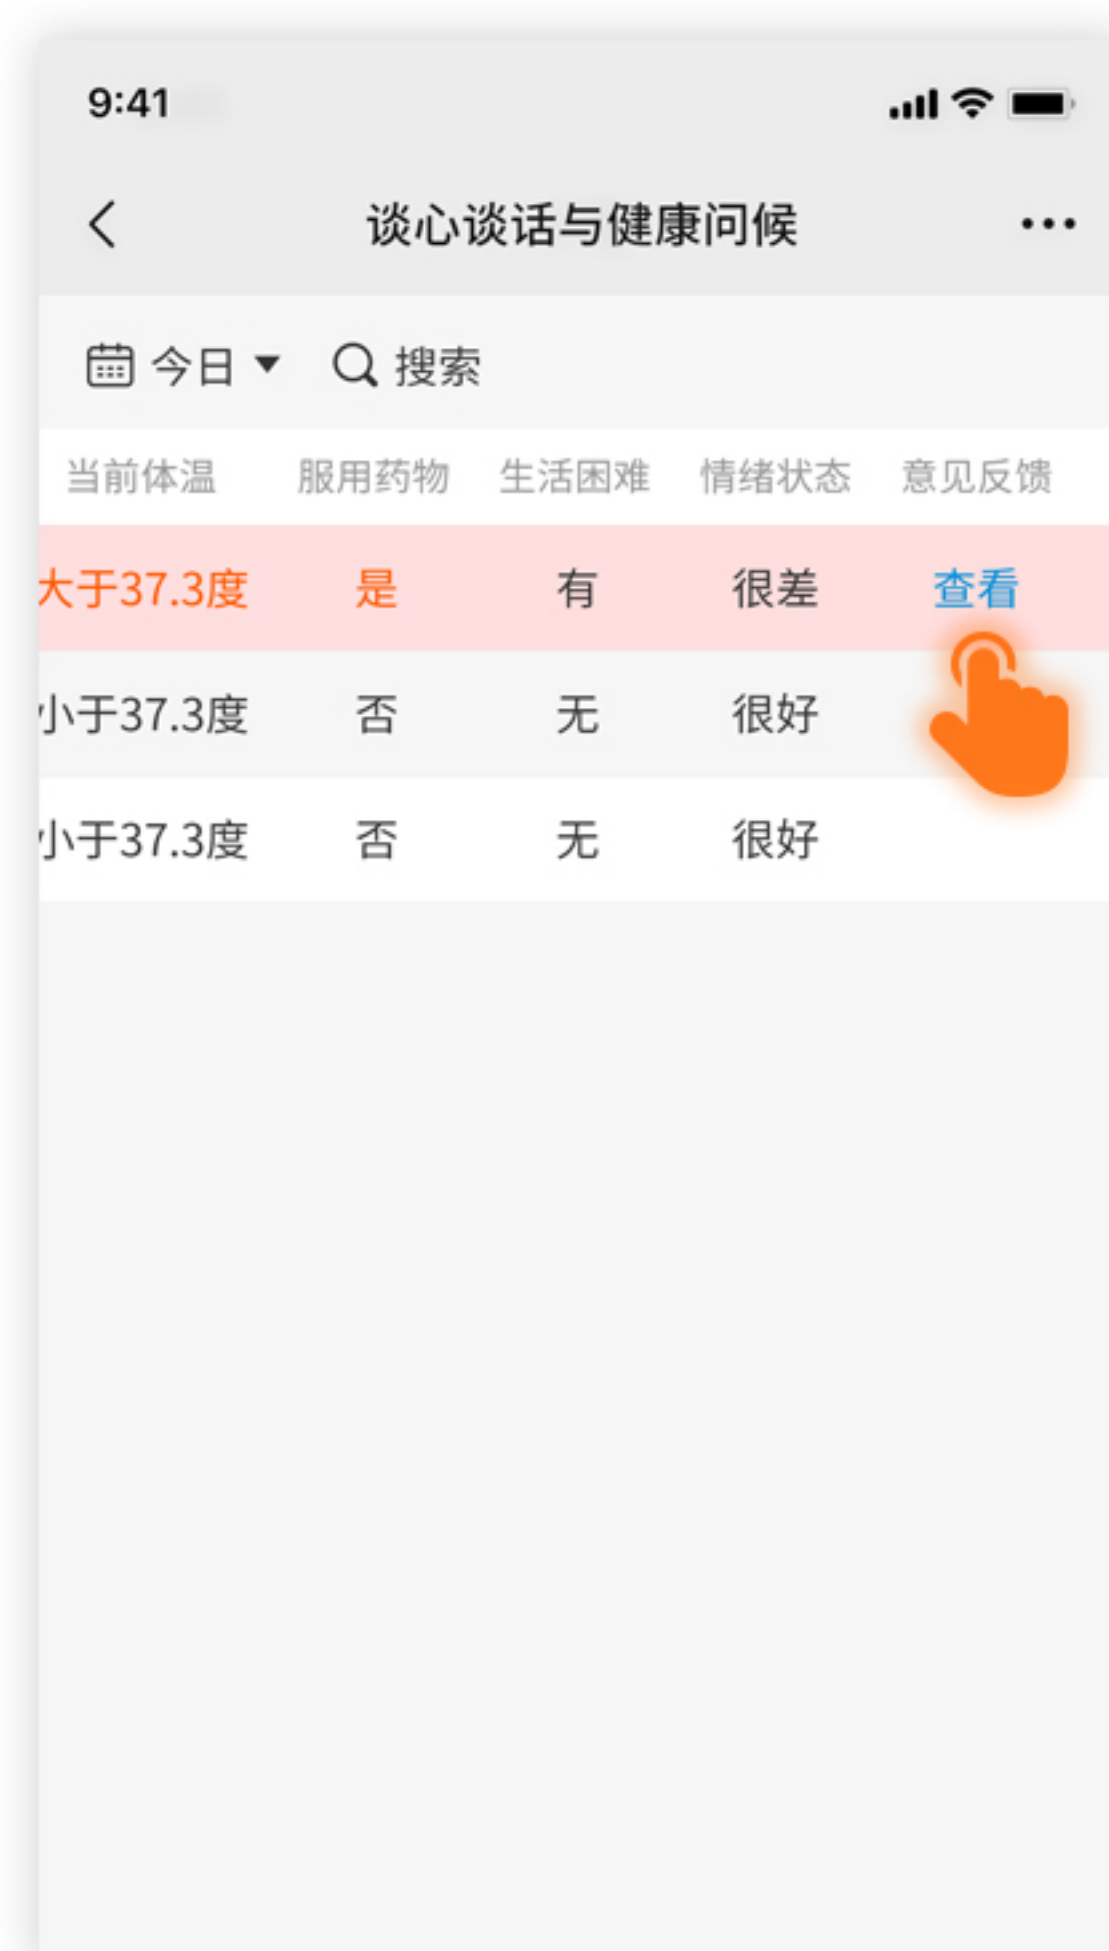 9:41
谈心谈话与健康问候
今日 搜索
当前体温 服用药物 生活困难 情绪状态 意见反馈
大于37.3度 是 有 很差 查看
小于37.3度 否 无 很好
小于37.3度 否 无 很好